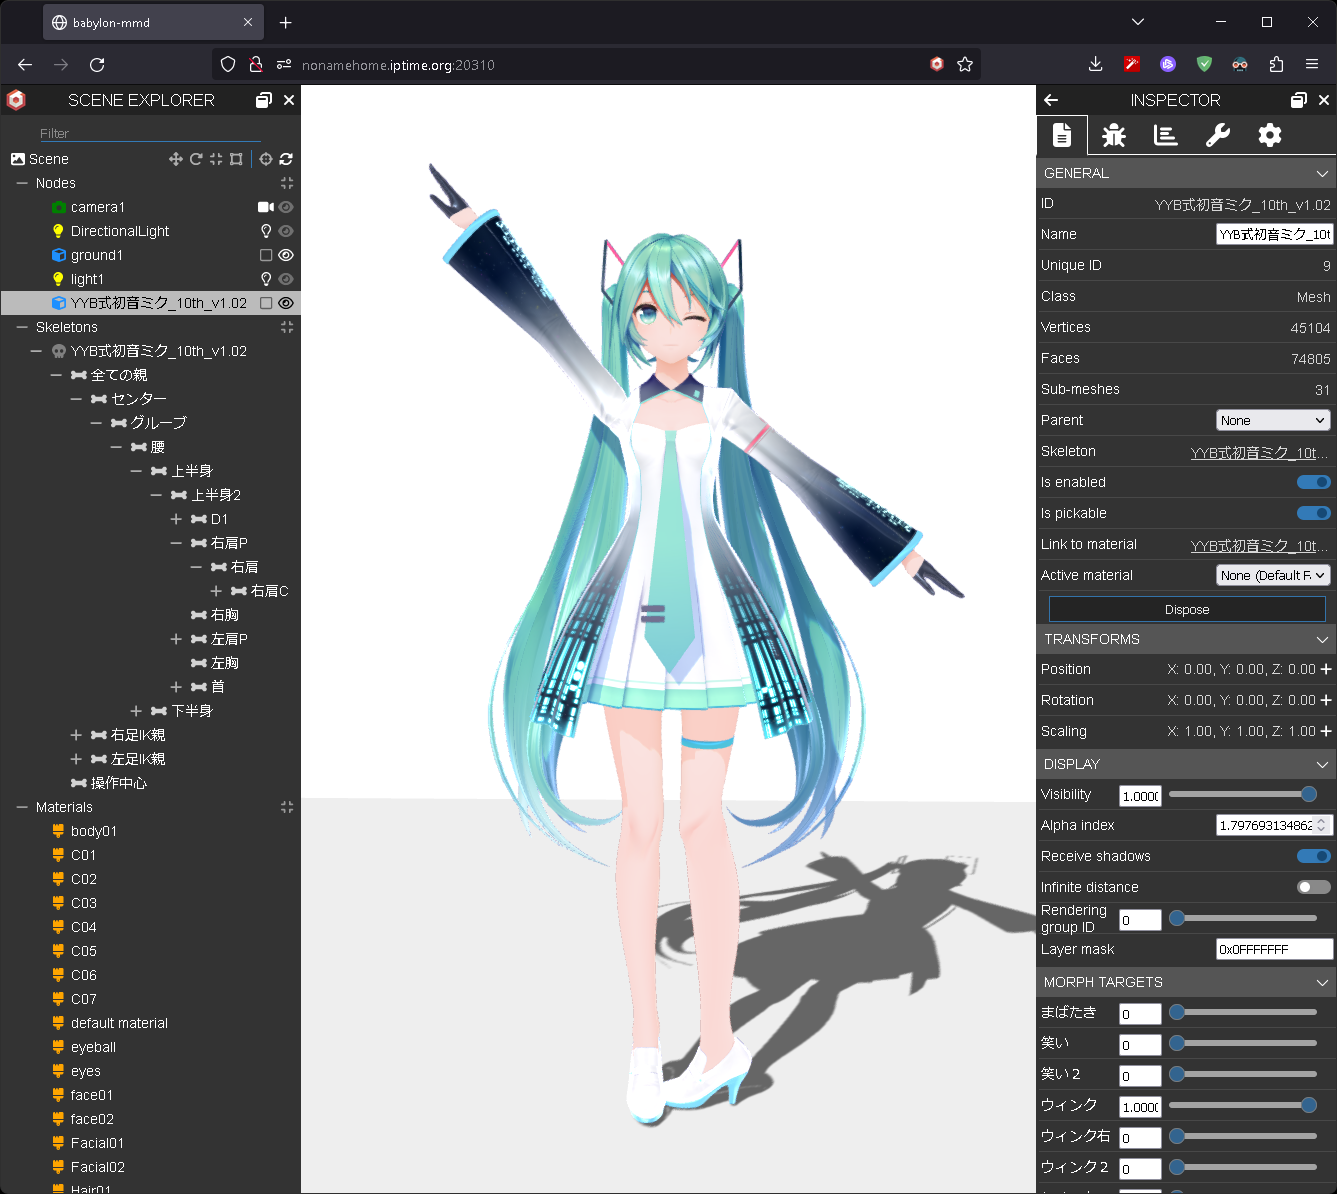 babylon-mmd
nonamehome.iptime.org:20310
SCENE EXPLORER
Filter
Scene
Nodes
camera1
DirectionalLight
ground1
light1
YYB式初音ミク_10th_v1.02
Skeletons
YYB式初音ミク_10th_v1.02
全ての親
センター
グルーブ
腰
上半身
上半身2
D1
右肩P
右肩
右肩C
右胸
左肩P
左胸
首
下半身
右足IK親
左足IK親
操作中心
Materials
body01
C01
C02
C03
C04
C05
C06
C07
default material
eyeball
eyes
face01
face02
Facial01
Facial02
Hair01
INSPECTOR
GENERAL
ID YYB式初音ミク_10th_v1.02
Name YYB式初音ミク_10t
Unique ID 9
Class Mesh
Vertices 45104
Faces 74805
Sub-meshes 31
Parent None
Skeleton YYB式初音ミク_10t...
Is enabled
Is pickable
Link to material YYB式初音ミク_10t...
Active material None (Default Fa
Dispose
TRANSFORMS
Position X: 0.00, Y: 0.00, Z: 0.00
Rotation X: 0.00, Y: 0.00, Z: 0.00
Scaling X: 1.00, Y: 1.00, Z: 1.00
DISPLAY
Visibility 1.000
Alpha index 1.797693134862
Receive shadows
Infinite distance
Rendering group ID 0
Layer mask 0x0FFFFFFF
MORPH TARGETS
まばたき 0
笑い 0
笑い２ 0
ウィンク 1.000
ウィンク右 0
ウィンク２ 0